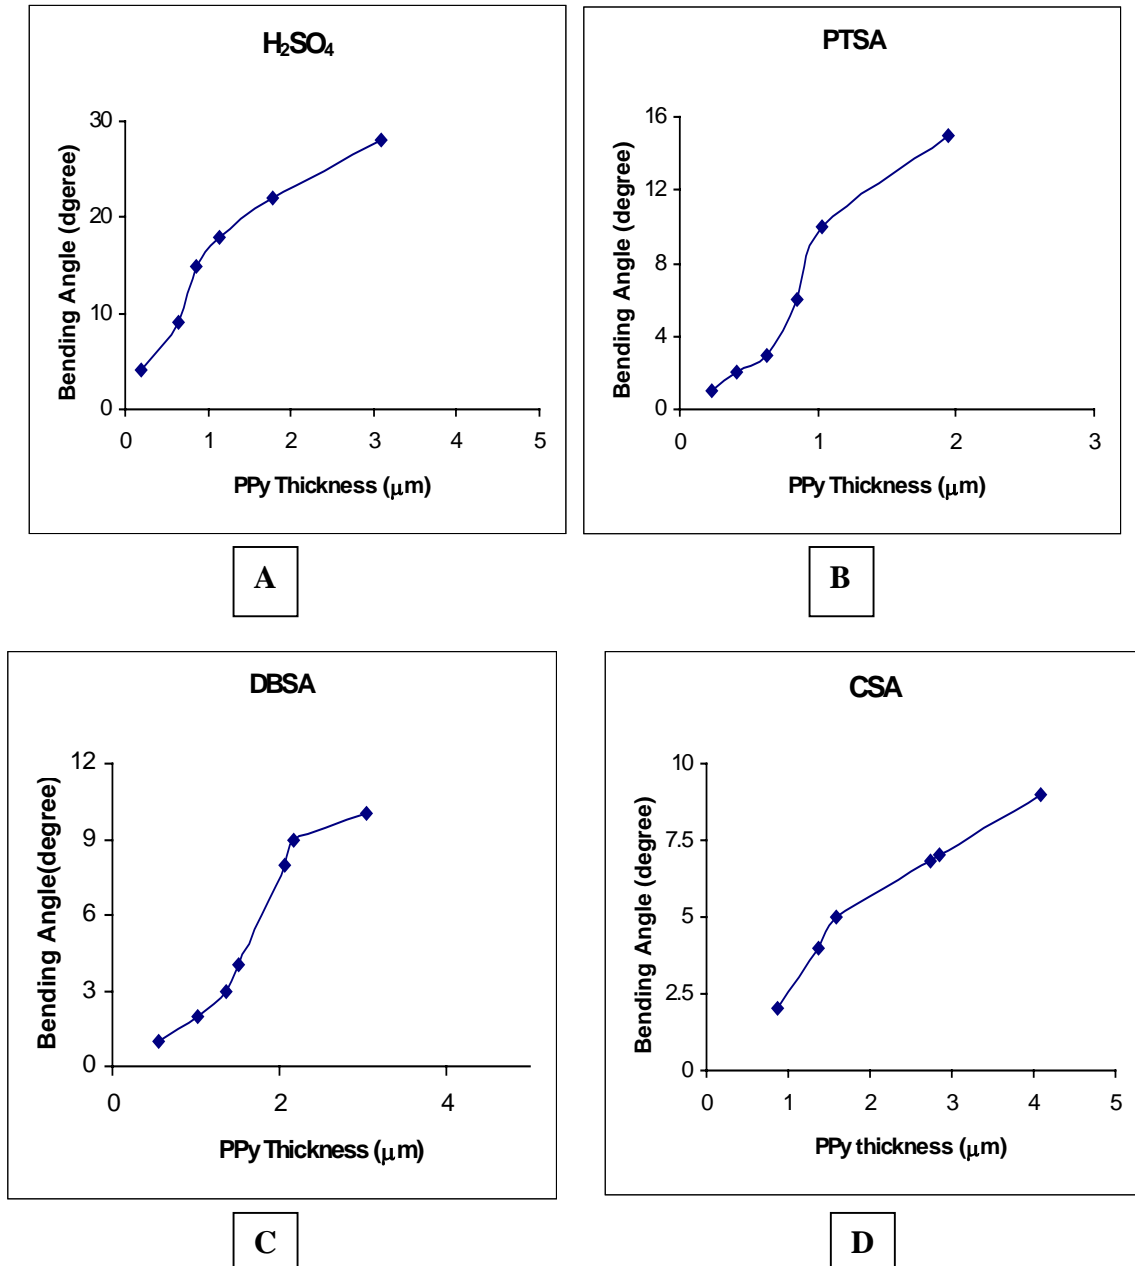 H₂SO₄
30
20
10
0
0 1 2 3 4 5
Bending Angle (dgeree)
PPy Thickness (μm)
A
PTSA
16
12
8
4
0
0 1 2 3
Bending Angle (degree)
PPy Thickness (μm)
B
DBSA
12
9
6
3
0
0 2 4
Bending Angle(degree)
PPy Thickness (μm)
C
CSA
10
7.5
5
2.5
0
0 1 2 3 4 5
Bending Angle (degree)
PPy thickness (μm)
D